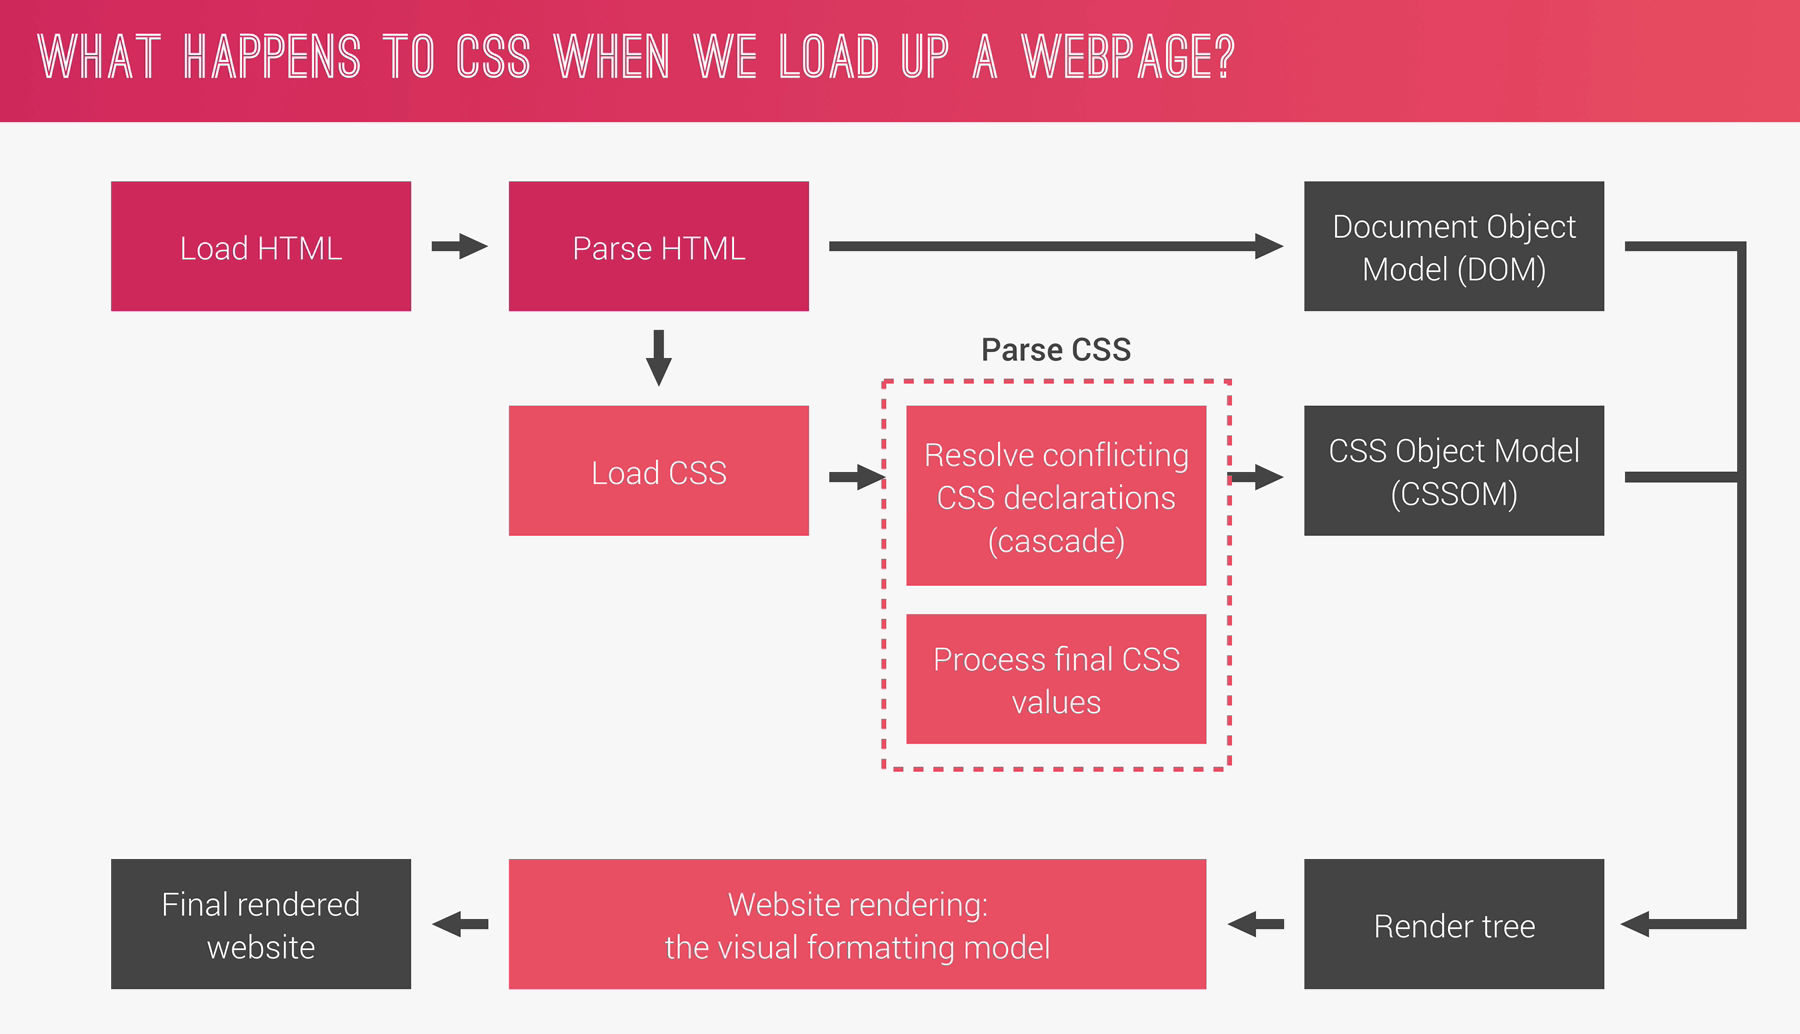 WHAT HAPPENS TO CSS WHEN WE LOAD UP A WEBPAGE?
Load HTML
Parse HTML
Document Object
Model (DOM)
Parse CSS
Load CSS
Resolve conflicting
CSS declarations
(cascade)
CSS Object Model
(CSSOM)
Process final CSS
values
Final rendered
website
Website rendering:
the visual formatting model
Render tree